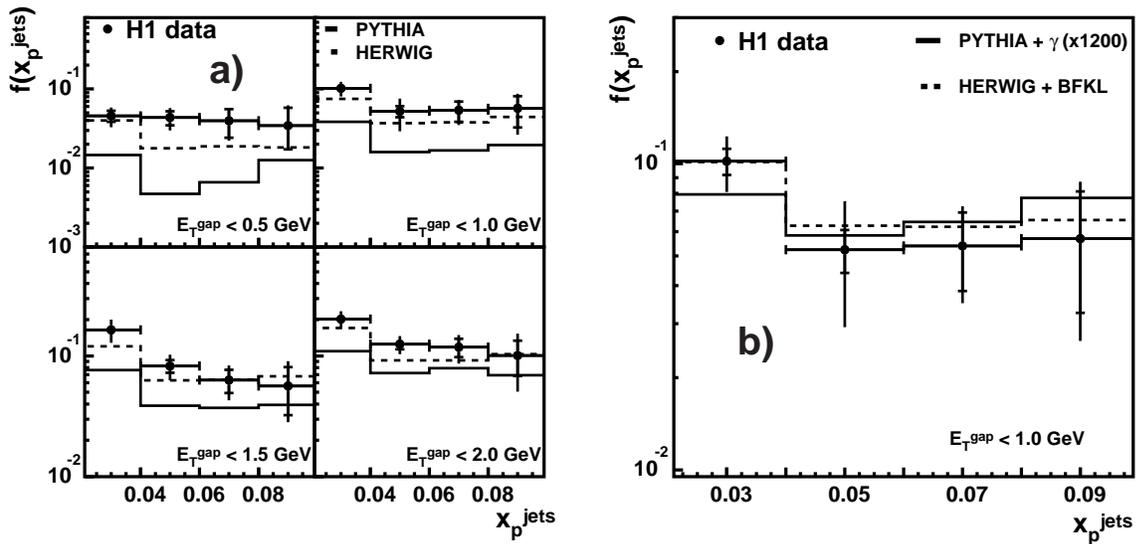 f(x_p^jets)
H1 data
a)
PYTHIA
HERWIG
10^-1
10^-2
10^-3
E_T^gap < 0.5 GeV
E_T^gap < 1.0 GeV
10^-1
10^-2
E_T^gap < 1.5 GeV
E_T^gap < 2.0 GeV
0.04 0.06 0.08 0.04 0.06 0.08
x_p^jets
f(x_p^jets)
H1 data
PYTHIA + γ (x1200)
HERWIG + BFKL
10^-1
b)
E_T^gap < 1.0 GeV
10^-2
0.03 0.05 0.07 0.09
x_p^jets